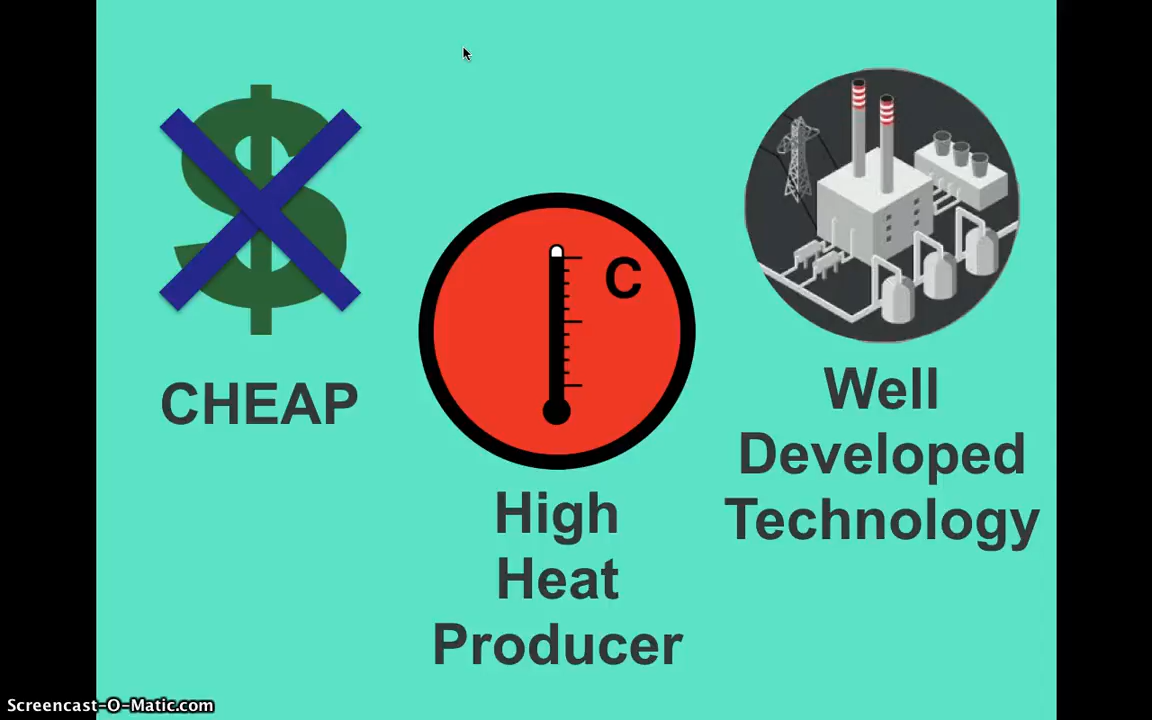 CHEAP
C
High
Heat
Producer
Well
Developed
Technology
Screencast-O-Matic.com